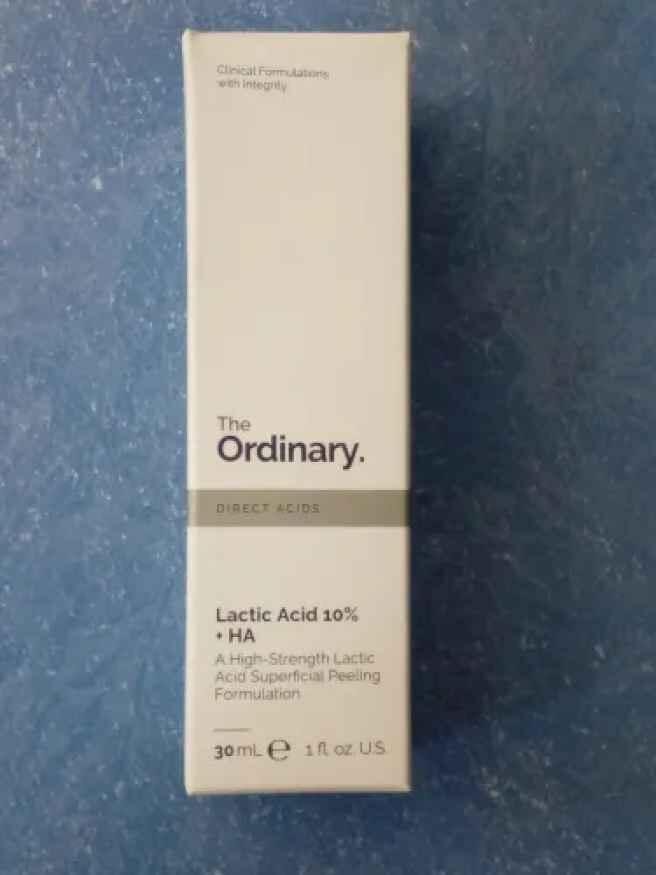 Clinical Formulations
with Integrity.
The
Ordinary.
DIRECT ACIDS
Lactic Acid 10%
+ HA
A High-Strength Lactic
Acid Superficial Peeling
Formulation
30 mL ℮ 1 fl. oz. U.S.